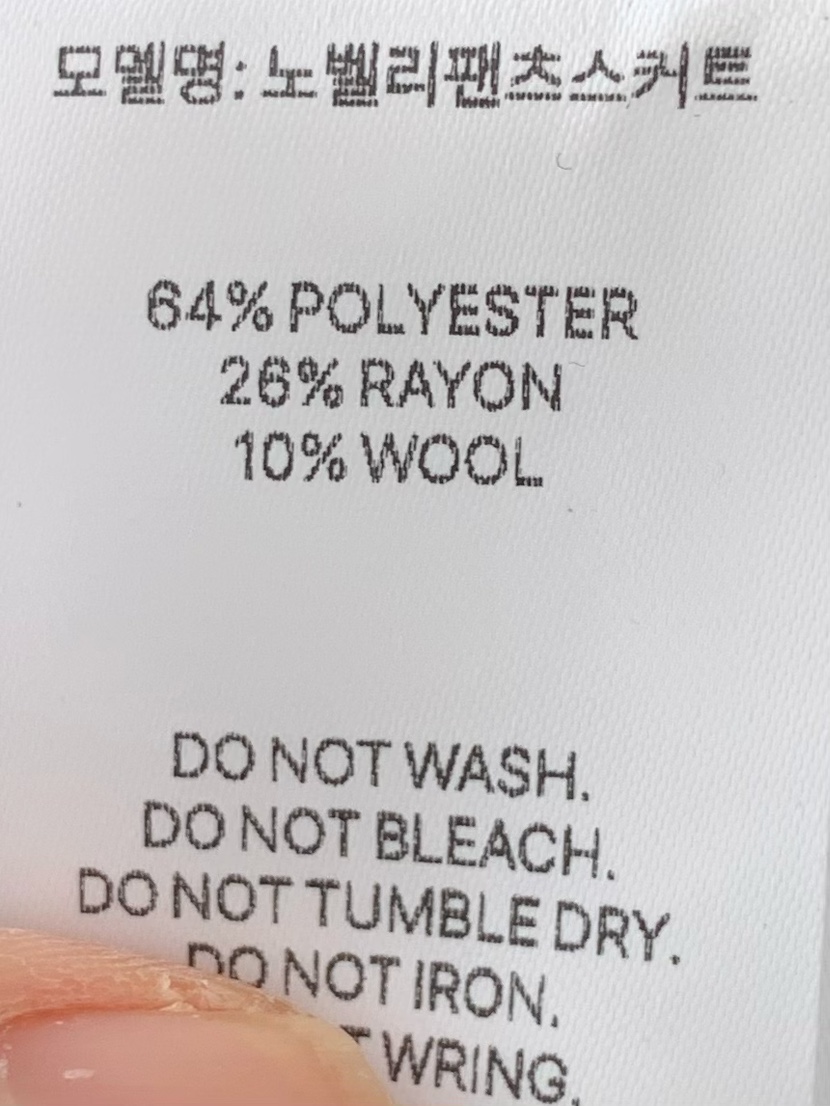 모델명: 노벨리팬츠스커트
64% POLYESTER
26% RAYON
10% WOOL
DO NOT WASH.
DO NOT BLEACH.
DO NOT TUMBLE DRY.
DO NOT IRON.
WRING.